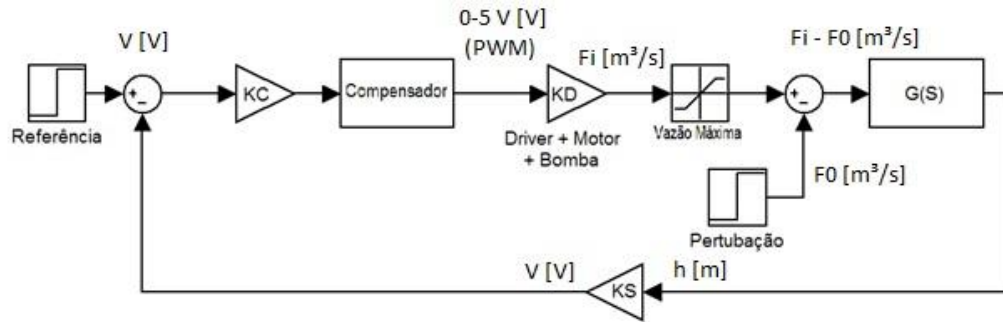 V [V]
0-5 V [V]
(PWM)
Fi [m³/s]
Fi - F0 [m³/s]
+
-
KC
Compensador
KD
+
-
G(S)
Referência
Driver + Motor
+ Bomba
Vazão Máxima
F0 [m³/s]
Pertubação
V [V]
KS
h [m]